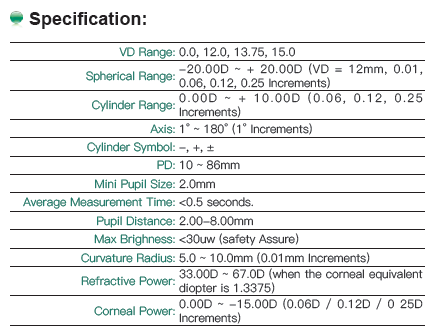 Specification:
VD Range: 0.0, 12.0, 13.75, 15.0
Spherical Range: −20.00D ~ + 20.00D (VD = 12mm, 0.01,
0.06, 0.12, 0.25 Increments)
Cylinder Range: 0.00D ~ + 10.00D (0.06, 0.12, 0.25
Increments)
Axis: 1° ~ 180° (1° Increments)
Cylinder Symbol: −, +, ±
PD: 10 ~ 86mm
Mini Pupil Size: 2.0mm
Average Measurement Time: <0.5 seconds.
Pupil Distance: 2.00-8.00mm
Max Brighness: <30uw (safety Assure)
Curvature Radius: 5.0 ~ 10.0mm (0.01mm Increments)
Refractive Power: 33.00D ~ 67.0D (when the corneal equivalent
diopter is 1.3375)
Corneal Power: 0.00D ~ −15.00D (0.06D / 0.12D / 0 25D
Increments)